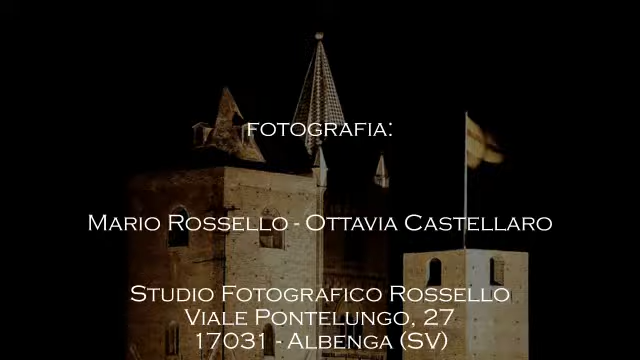 FOTOGRAFIA:
MARIO ROSSELLO - OTTAVIA CASTELLARO
STUDIO FOTOGRAFICO ROSSELLO
VIALE PONTELUNGO, 27
17031 - ALBENGA (SV)